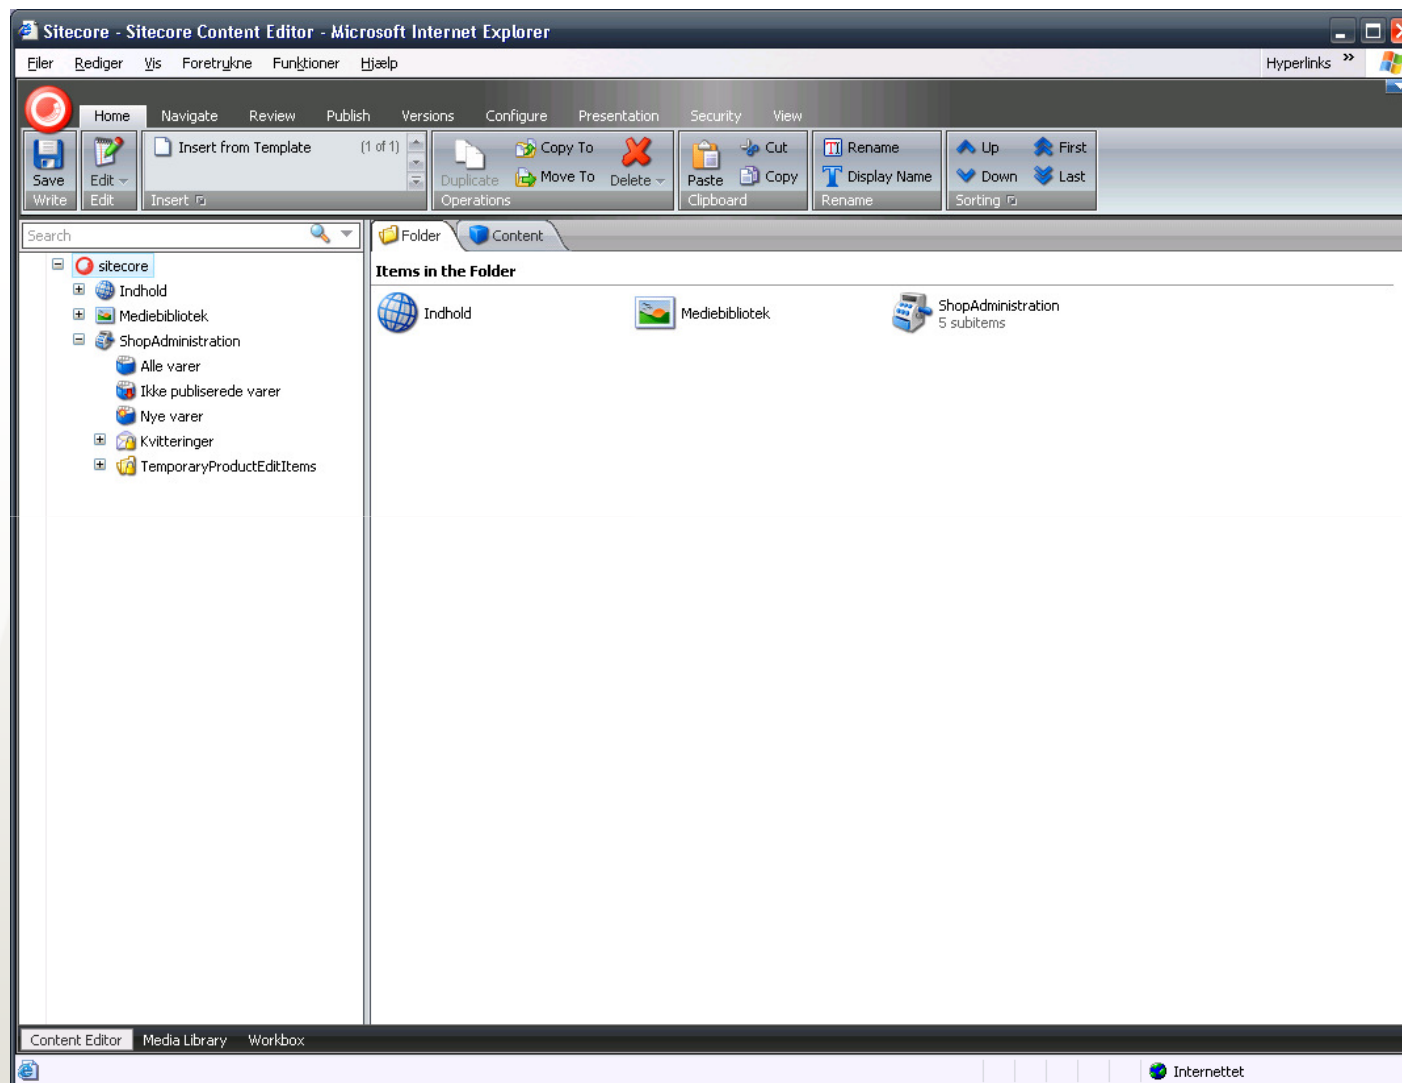 Sitecore - Sitecore Content Editor - Microsoft Internet Explorer
Filer Rediger Vis Foretrukne Funktioner Hjælp Hyperlinks »
Home Navigate Review Publish Versions Configure Presentation Security View
Insert from Template (1 of 1) Copy To Cut Rename Up First
Save Edit Duplicate Move To Delete Paste Copy Display Name Down Last
Write Edit Insert Operations Clipboard Rename Sorting
Search Folder Content
sitecore
Items in the Folder
Indhold
Mediebibliotek
ShopAdministration
Alle varer
Ikke publiserede varer
Nye varer
Kvitteringer
TemporaryProductEditItems
Indhold Mediebibliotek ShopAdministration
5 subitems
Content Editor Media Library Workbox
Internettet